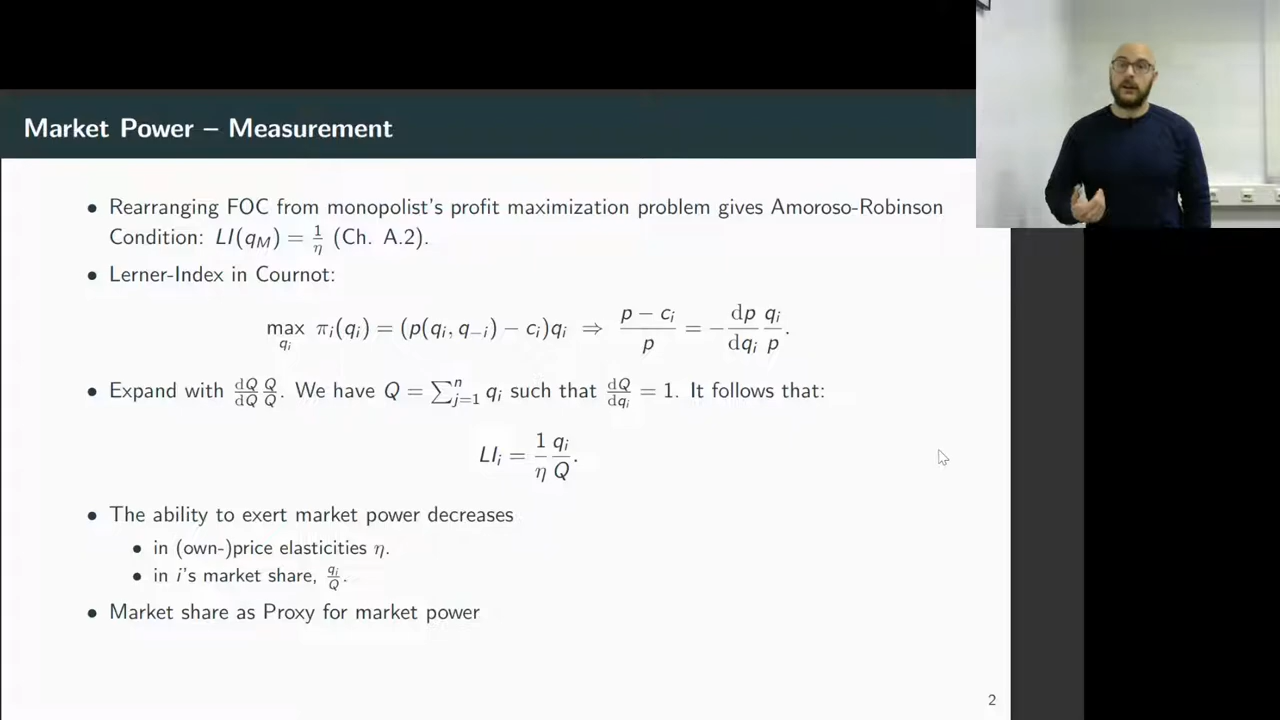 Market Power – Measurement
• Rearranging FOC from monopolist's profit maximization problem gives Amoroso-Robinson
Condition: LI(q_M) = 1/η (Ch. A.2).
• Lerner-Index in Cournot:
max_{q_i} π_i(q_i) = (p(q_i, q_{−i}) − c_i)q_i ⇒ (p − c_i)/p = −(dp/dq_i)(q_i/p).
• Expand with dQ/dQ Q/Q. We have Q = ∑_{j=1}^n q_i such that dQ/dq_i = 1. It follows that:
LI_i = 1/η q_i/Q.
• The ability to exert market power decreases
• in (own-)price elasticities η.
• in i's market share, q_i/Q.
• Market share as Proxy for market power
2